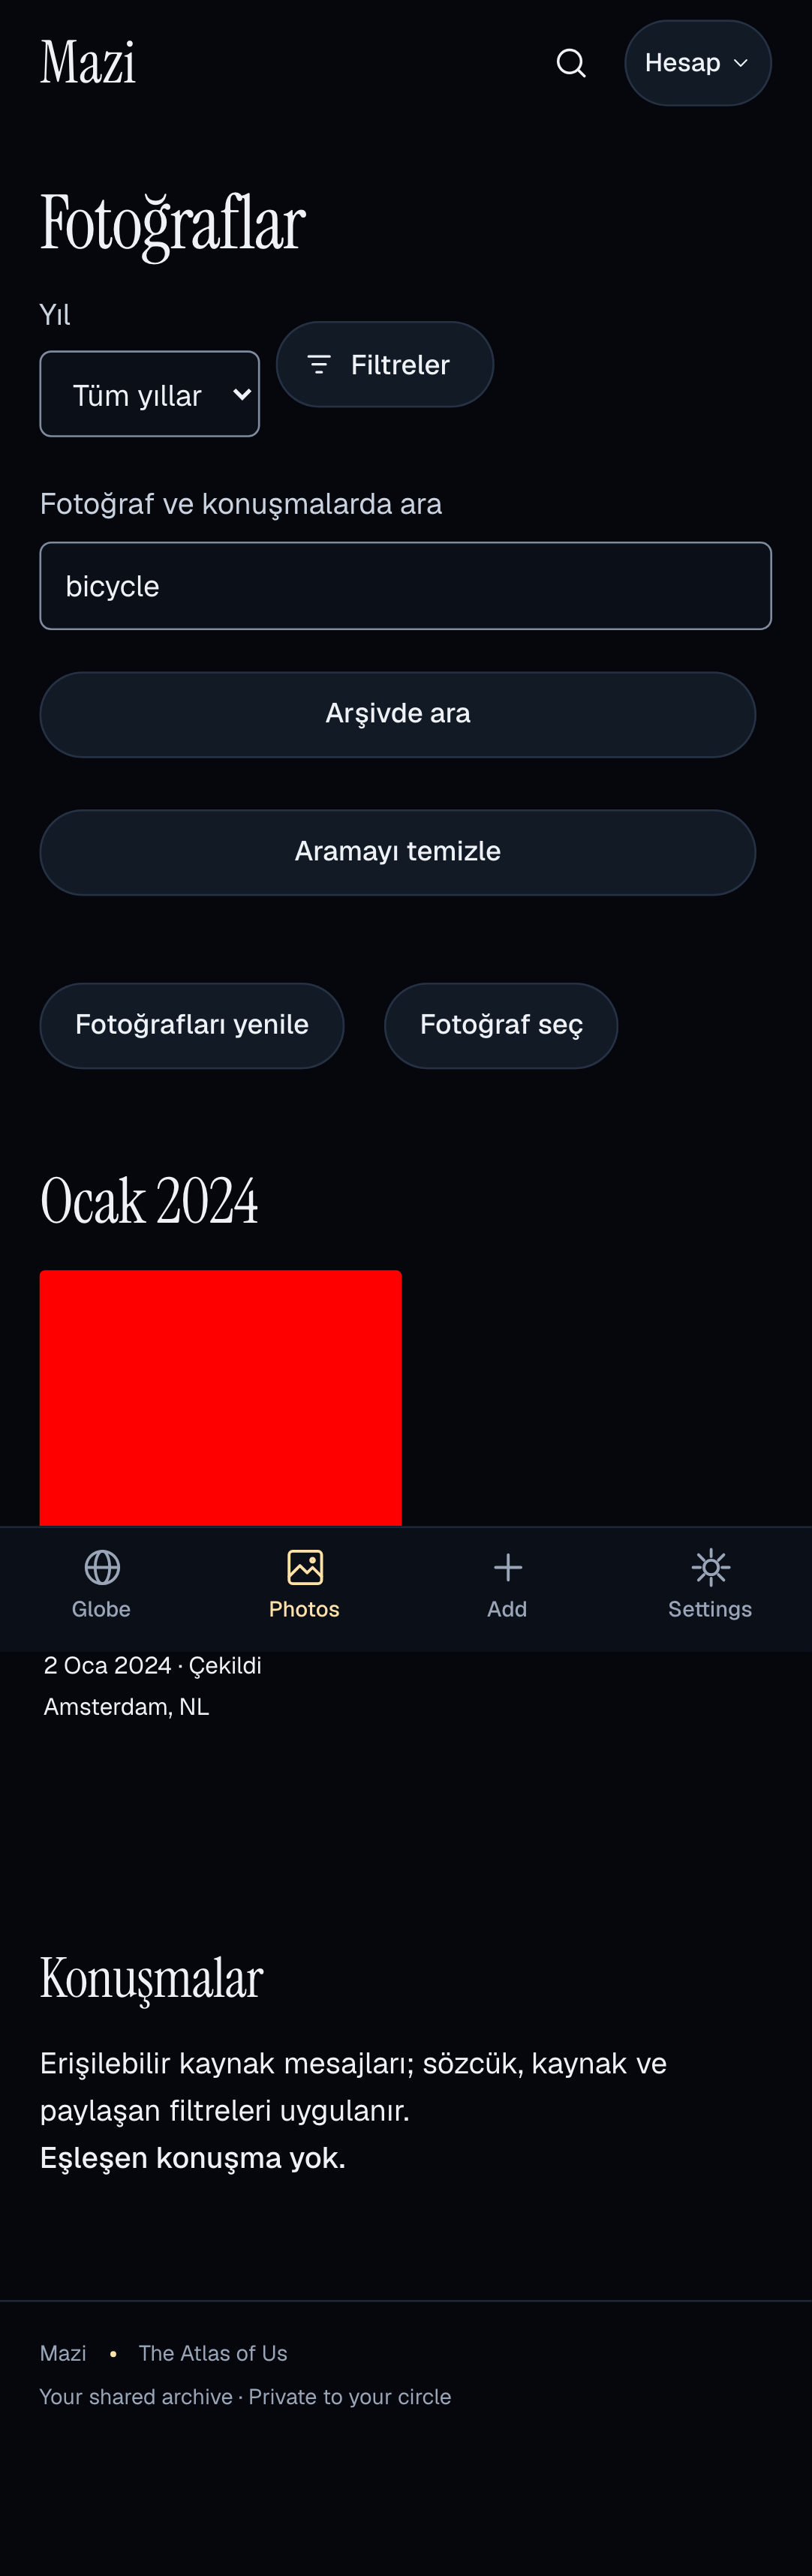 Mazi
Hesap
Fotoğraflar
Yıl
Tüm yıllar
Filtreler
Fotoğraf ve konuşmalarda ara
bicycle
Arşivde ara
Aramayı temizle
Fotoğrafları yenile
Fotoğraf seç
Ocak 2024
Globe
Photos
Add
Settings
2 Oca 2024 · Çekildi
Amsterdam, NL
Konuşmalar
Erişilebilir kaynak mesajları; sözcük, kaynak ve
paylaşan filtreleri uygulanır.
Eşleşen konuşma yok.
Mazi • The Atlas of Us
Your shared archive · Private to your circle